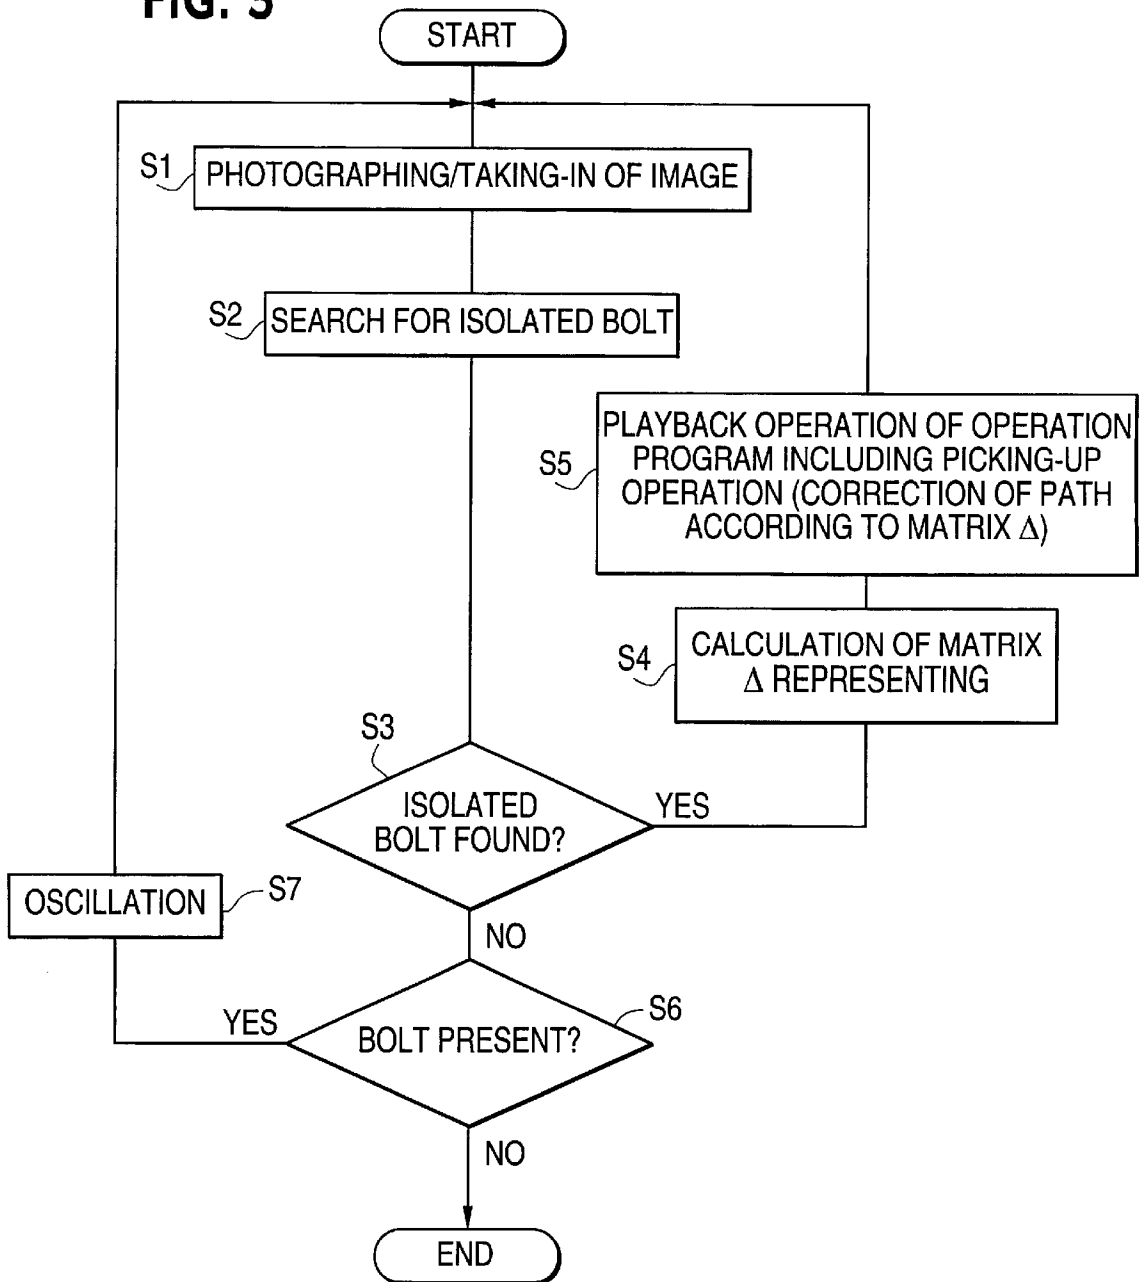 FIG. 5
START
S1
PHOTOGRAPHING/TAKING-IN OF IMAGE
S2
SEARCH FOR ISOLATED BOLT
S5
PLAYBACK OPERATION OF OPERATION
PROGRAM INCLUDING PICKING-UP
OPERATION (CORRECTION OF PATH
ACCORDING TO MATRIX Δ)
S4
CALCULATION OF MATRIX
Δ REPRESENTING
S3
ISOLATED
BOLT FOUND?
YES
OSCILLATION
S7
NO
YES
BOLT PRESENT?
S6
NO
END